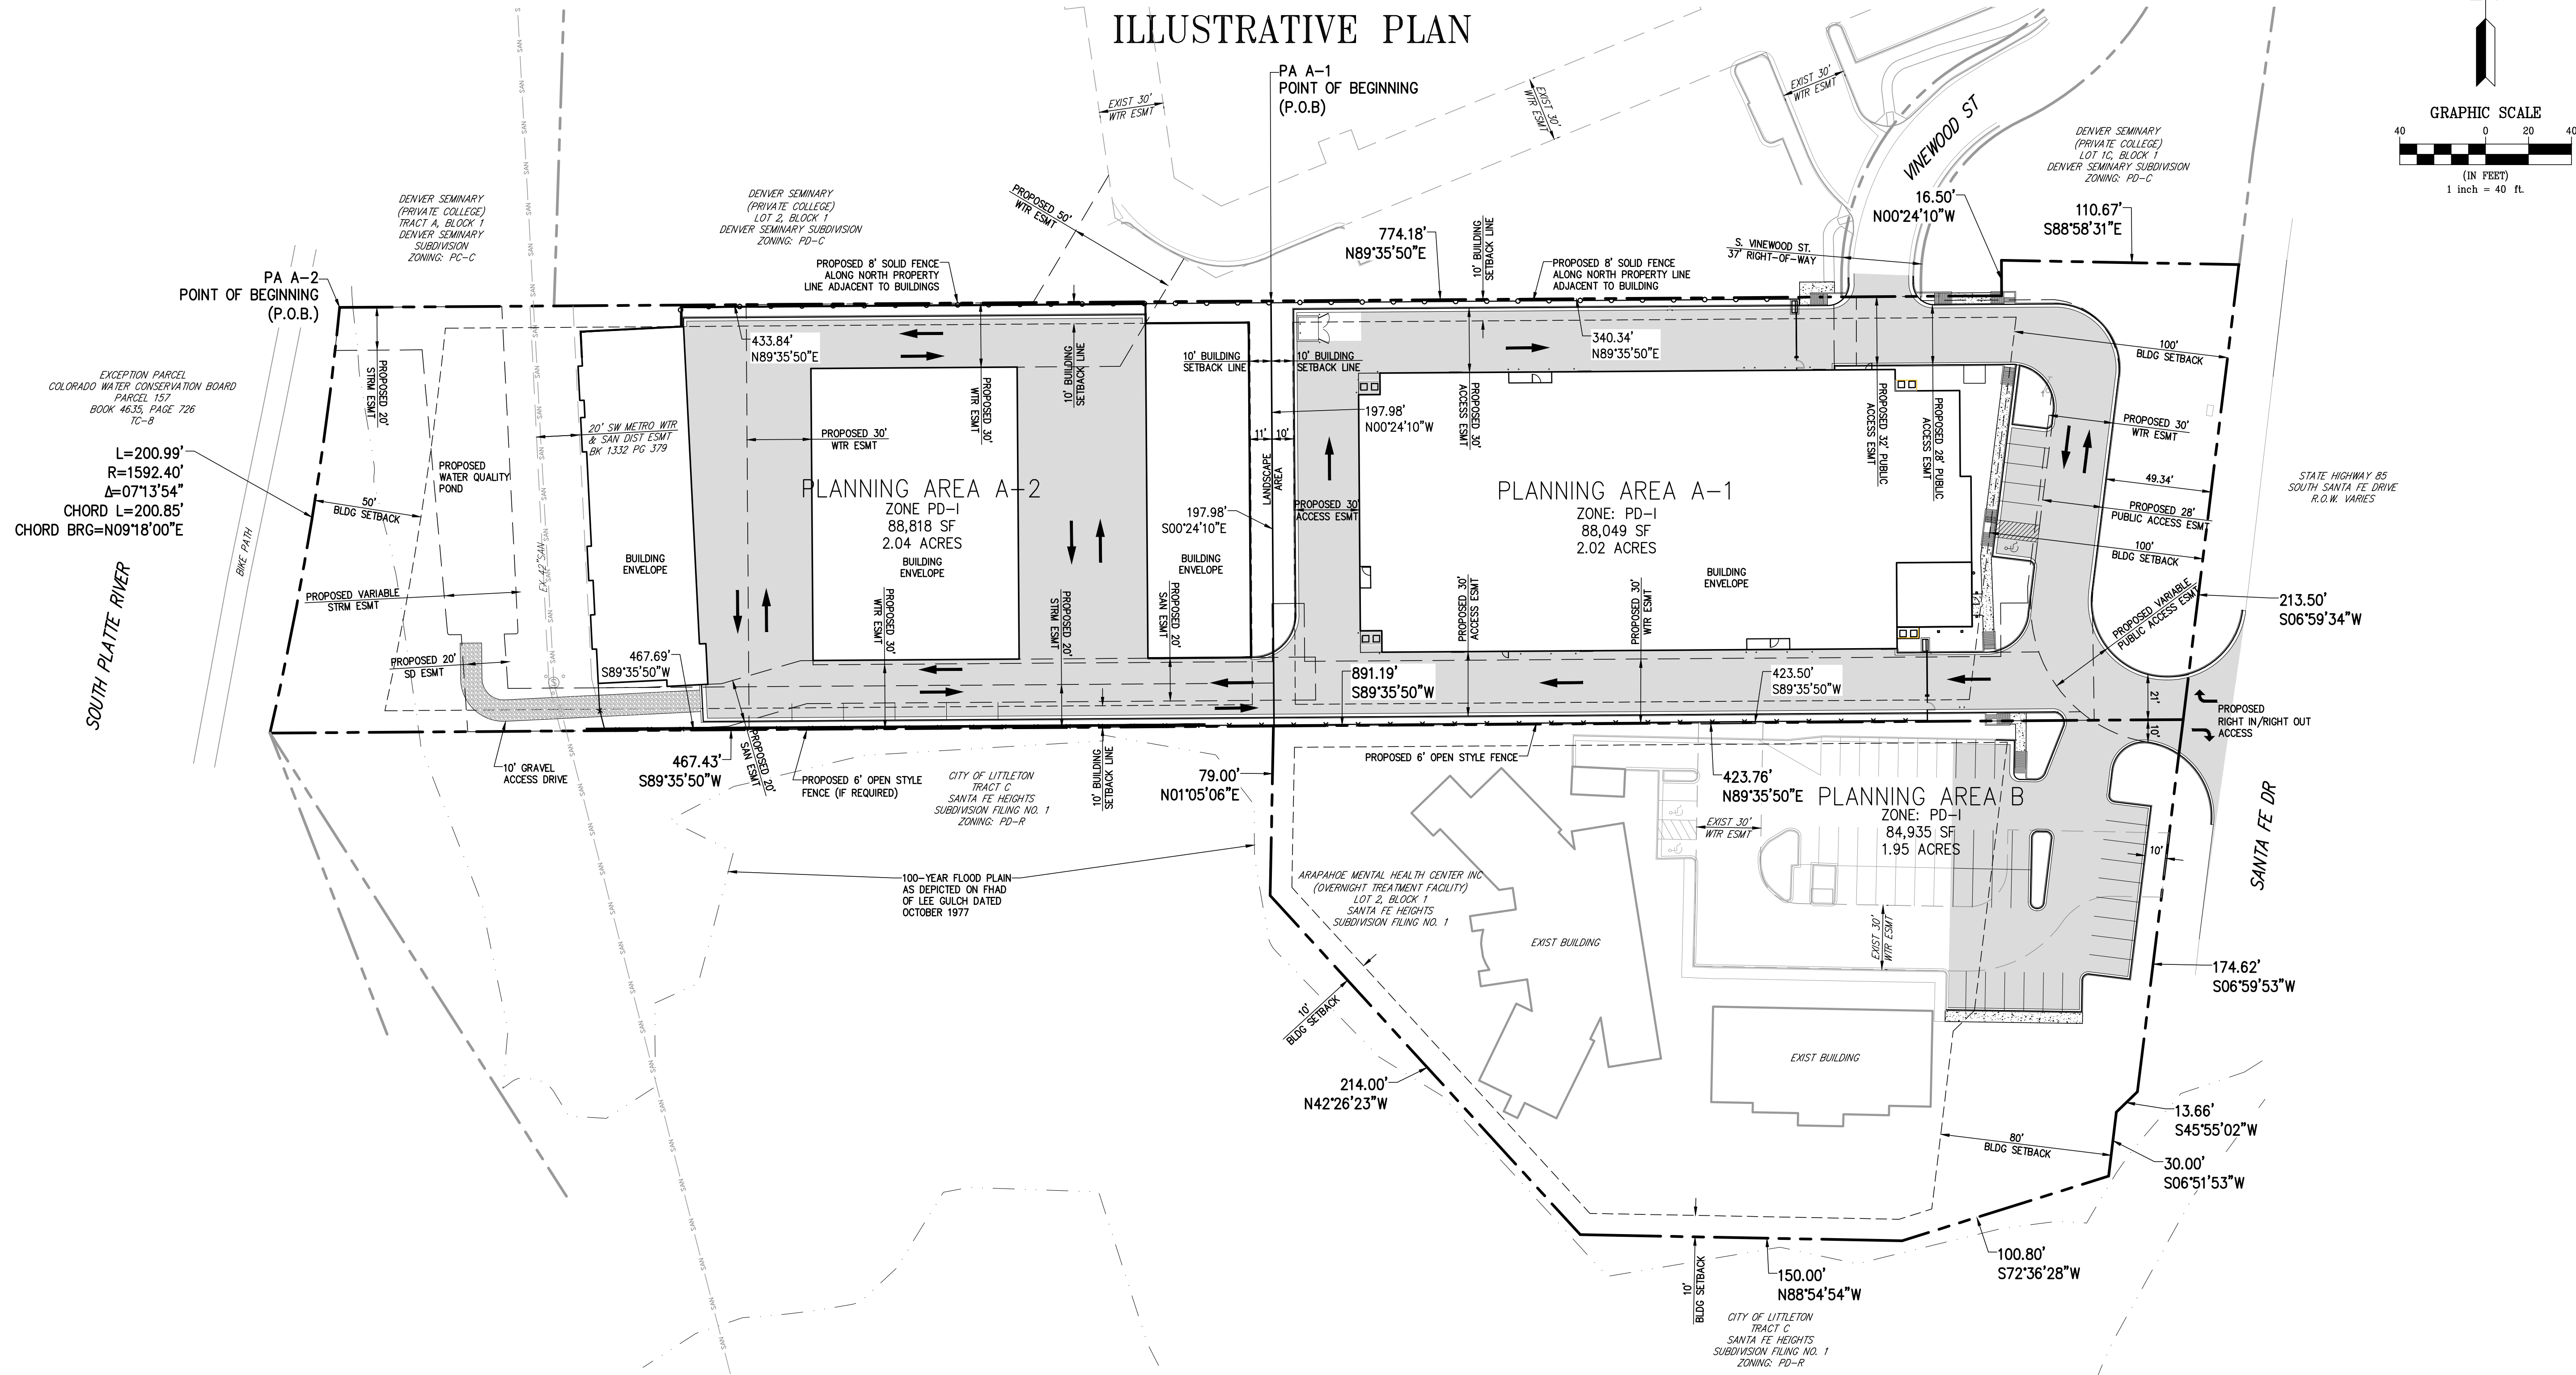 ILLUSTRATIVE PLAN
PA A-1
POINT OF BEGINNING
(P.O.B)
EXIST 30'
WTR ESMT
EXIST 30'
WTR ESMT
EXIST 30'
WTR ESMT
VINEWOOD ST
GRAPHIC SCALE
40 0 20 40
(IN FEET)
1 inch = 40 ft.
DENVER SEMINARY
(PRIVATE COLLEGE)
LOT 1C, BLOCK 1
DENVER SEMINARY SUBDIVISION
ZONING: PD-C
16.50'
N00°24'10"W
110.67'
S88°58'31"E
DENVER SEMINARY
(PRIVATE COLLEGE)
TRACT A, BLOCK 1
DENVER SEMINARY
SUBDIVISION
ZONING: PC-C
DENVER SEMINARY
(PRIVATE COLLEGE)
LOT 2, BLOCK 1
DENVER SEMINARY SUBDIVISION
ZONING: PD-C
PROPOSED 50'
WTR ESMT
774.18'
N89°35'50"E
10' BUILDING
SETBACK LINE
S. VINEWOOD ST.
37' RIGHT-OF-WAY
PROPOSED 8' SOLID FENCE
ALONG NORTH PROPERTY
LINE ADJACENT TO BUILDINGS
PROPOSED 8' SOLID FENCE
ALONG NORTH PROPERTY LINE
ADJACENT TO BUILDING
PA A-2
POINT OF BEGINNING
(P.O.B.)
433.84'
N89°35'50"E
340.34'
N89°35'50"E
10' BUILDING
SETBACK LINE
10' BUILDING
SETBACK LINE
10' BUILDING
SETBACK LINE
100'
BLDG SETBACK
PROPOSED 20'
STRM ESMT
EXCEPTION PARCEL
COLORADO WATER CONSERVATION BOARD
PARCEL 157
BOOK 4635, PAGE 726
TC-8
PROPOSED 30'
WTR ESMT
PROPOSED 30'
ACCESS ESMT
PROPOSED 32' PUBLIC
ACCESS ESMT
PROPOSED 28' PUBLIC
ACCESS ESMT
PROPOSED 30'
WTR ESMT
197.98'
N00°24'10"W
20' SW METRO WTR
& SAN DIST ESMT
BK 1332 PG 379
PROPOSED 30'
WTR ESMT
11' 10'
LANDSCAPE
AREA
L=200.99'
R=1592.40'
Δ=07°13'54"
CHORD L=200.85'
CHORD BRG=N09°18'00"E
50'
BLDG SETBACK
PROPOSED
WATER QUALITY
POND
PLANNING AREA A-2
ZONE PD-I
88,818 SF
2.04 ACRES
BUILDING
ENVELOPE
PLANNING AREA A-1
ZONE: PD-I
88,049 SF
2.02 ACRES
BUILDING
ENVELOPE
PROPOSED 30'
ACCESS ESMT
197.98'
S00°24'10"E
BUILDING
ENVELOPE
BUILDING
ENVELOPE
49.34'
PROPOSED 28'
PUBLIC ACCESS ESMT
100'
BLDG SETBACK
STATE HIGHWAY 85
SOUTH SANTA FE DRIVE
R.O.W. VARIES
BIKE PATH
SOUTH PLATTE RIVER
EX 42" SAN
PROPOSED VARIABLE
STRM ESMT
PROPOSED 30'
WTR ESMT
PROPOSED 20'
STRM ESMT
PROPOSED 20'
SAN ESMT
PROPOSED 30'
ACCESS ESMT
PROPOSED 30'
WTR ESMT
PROPOSED VARIABLE
PUBLIC ACCESS ESMT
213.50'
S06°59'34"W
PROPOSED 20'
SD ESMT
467.69'
S89°35'50"W
891.19'
S89°35'50"W
423.50'
S89°35'50"W
21'
10'
PROPOSED
RIGHT IN/RIGHT OUT
ACCESS
10' GRAVEL
ACCESS DRIVE
467.43'
S89°35'50"W
PROPOSED 20'
SAN ESMT
PROPOSED 6' OPEN STYLE
FENCE (IF REQUIRED)
CITY OF LITTLETON
TRACT C
SANTA FE HEIGHTS
SUBDIVISION FILING NO. 1
ZONING: PD-R
10' BUILDING
SETBACK LINE
79.00'
N01°05'06"E
PROPOSED 6' OPEN STYLE FENCE
423.76'
N89°35'50"E
PLANNING AREA B
ZONE: PD-I
84,935 SF
1.95 ACRES
EXIST 30'
WTR ESMT
10'
SANTA FE DR
100-YEAR FLOOD PLAIN
AS DEPICTED ON FHAD
OF LEE GULCH DATED
OCTOBER 1977
ARAPAHOE MENTAL HEALTH CENTER INC
(OVERNIGHT TREATMENT FACILITY)
LOT 2, BLOCK 1
SANTA FE HEIGHTS
SUBDIVISION FILING NO. 1
EXIST BUILDING
EXIST 30'
WTR ESMT
174.62'
S06°59'53"W
10'
BLDG SETBACK
EXIST BUILDING
214.00'
N42°26'23"W
13.66'
S45°55'02"W
80'
BLDG SETBACK
30.00'
S06°51'53"W
100.80'
S72°36'28"W
10'
BLDG SETBACK
150.00'
N88°54'54"W
CITY OF LITTLETON
TRACT C
SANTA FE HEIGHTS
SUBDIVISION FILING NO. 1
ZONING: PD-R